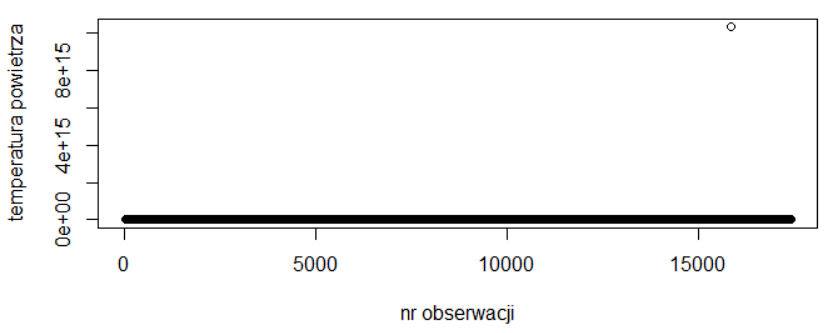 temperatura powietrza
8e+15
4e+15
0e+00
0 5000 10000 15000
nr obserwacji